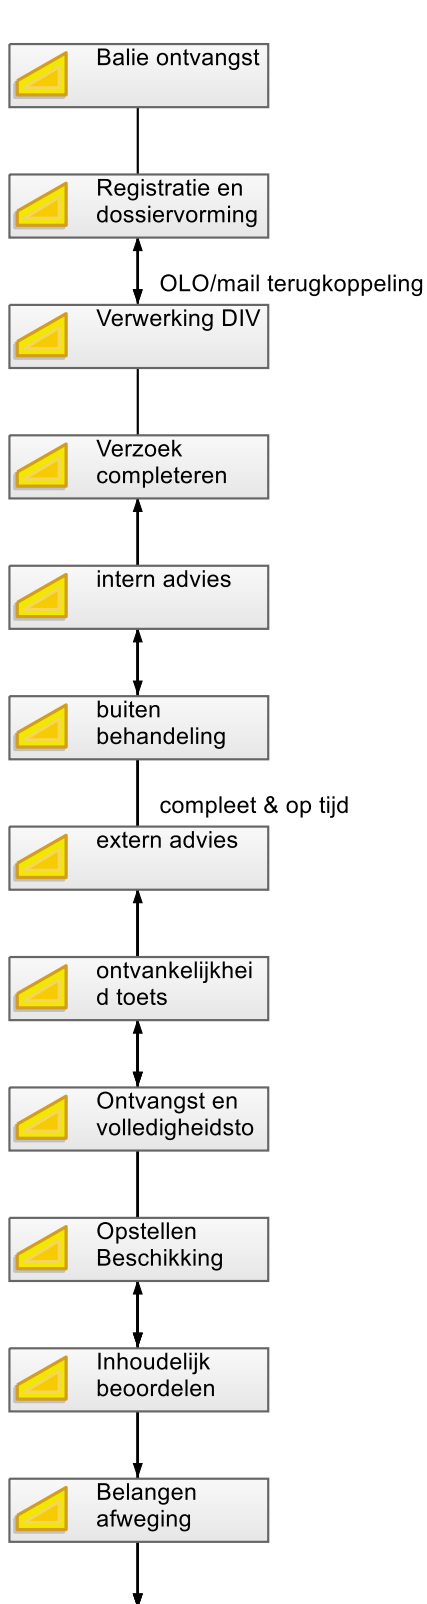 Balie ontvangst
Registratie en
dossiervorming
OLO/mail terugkoppeling
Verwerking DIV
Verzoek
completeren
intern advies
buiten
behandeling
compleet & op tijd
extern advies
ontvankelijkhei
d toets
Ontvangst en
volledigheidsto
Opstellen
Beschikking
Inhoudelijk
beoordelen
Belangen
afweging